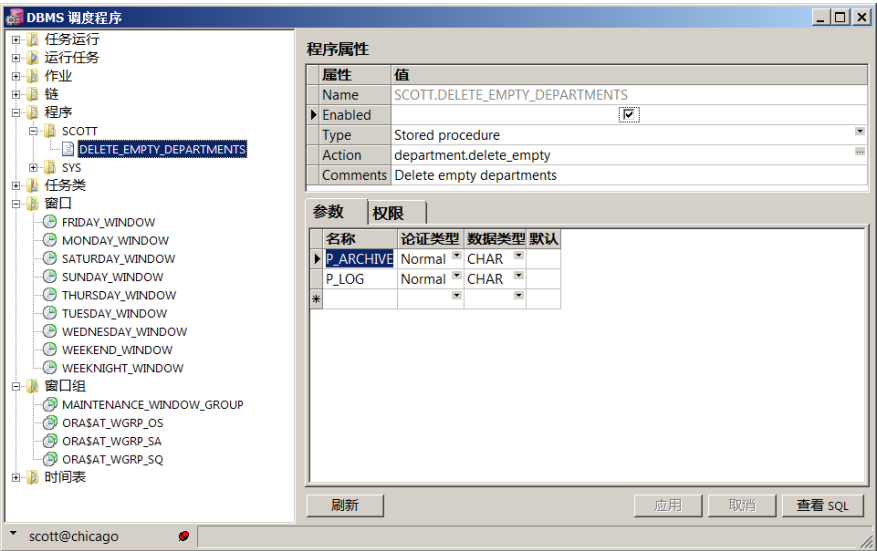 DBMS 调度程序
任务运行
运行任务
作业
链
程序
SCOTT
DELETE_EMPTY_DEPARTMENTS
SYS
任务类
窗口
FRIDAY_WINDOW
MONDAY_WINDOW
SATURDAY_WINDOW
SUNDAY_WINDOW
THURSDAY_WINDOW
TUESDAY_WINDOW
WEDNESDAY_WINDOW
WEEKEND_WINDOW
WEEKNIGHT_WINDOW
窗口组
MAINTENANCE_WINDOW_GROUP
ORA$AT_WGRP_OS
ORA$AT_WGRP_SA
ORA$AT_WGRP_SQ
时间表
程序属性
属性 值
Name SCOTT.DELETE_EMPTY_DEPARTMENTS
Enabled
Type Stored procedure
Action department.delete_empty
Comments Delete empty departments
参数 权限
名称 论证类型 数据类型 默认
P_ARCHIVE Normal CHAR
P_LOG Normal CHAR
刷新 应用 取消 查看 SQL
scott@chicago